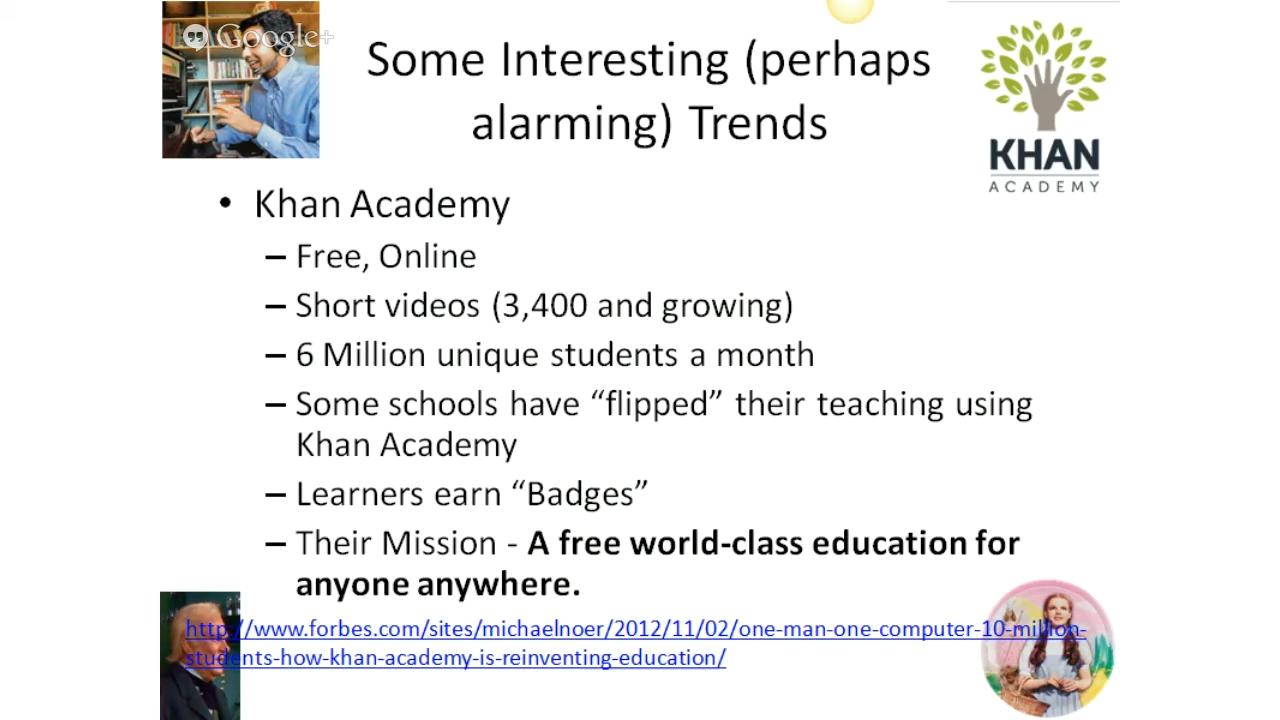 Google+
Some Interesting (perhaps
alarming) Trends
KHAN
ACADEMY
• Khan Academy
– Free, Online
– Short videos (3,400 and growing)
– 6 Million unique students a month
– Some schools have “flipped” their teaching using
Khan Academy
– Learners earn “Badges”
– Their Mission - A free world-class education for
anyone anywhere.
http://www.forbes.com/sites/michaelnoer/2012/11/02/one-man-one-computer-10-million-
students-how-khan-academy-is-reinventing-education/